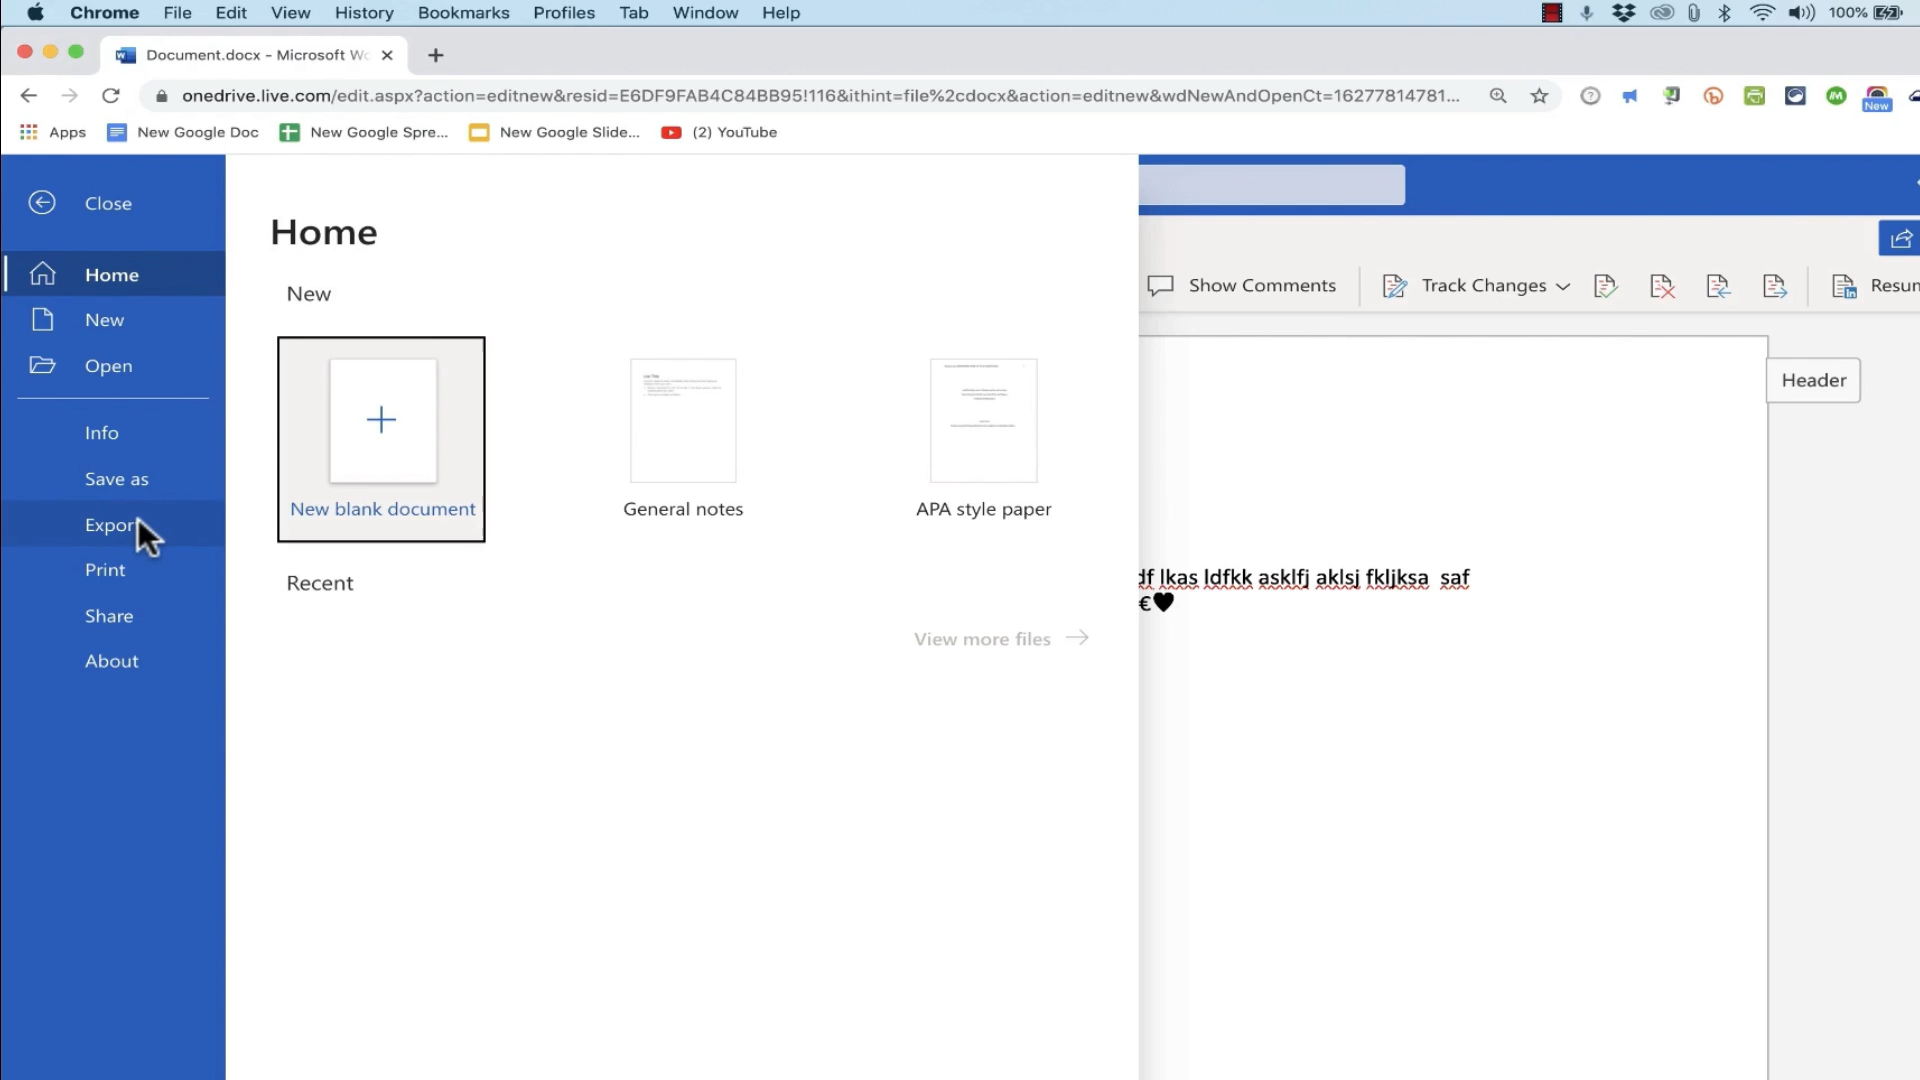 Chrome File Edit View History Bookmarks Profiles Tab Window Help 100%
Document.docx - Microsoft Wo
onedrive.live.com/edit.aspx?action=editnew&resid=E6DF9FAB4C84BB95!116&ithint=file%2cdocx&action=editnew&wdNewAndOpenCt=16277814781... New
Apps New Google Doc New Google Spre... New Google Slide... (2) YouTube
Close
Home
New
Open
Info
Save as
Expor
Print
Share
About
Home
New
New blank document
General notes
APA style paper
Recent
View more files
Show Comments Track Changes Resum
Header
df lkas ldfkk asklfj aklsj fkljksa saf
€♥